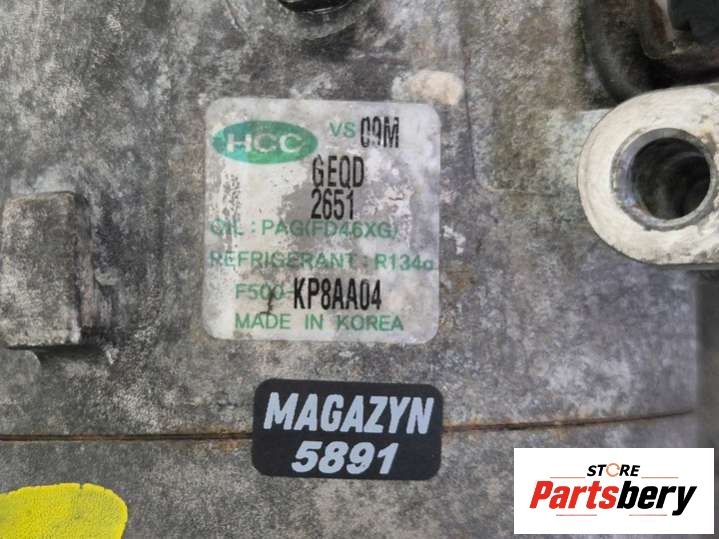 HCC VS 09M
GEQD
2651
OIL : PAG(FD46XG)
REFRIGERANT : R134a
F500-KP8AA04
MADE IN KOREA
MAGAZYN
5891
STORE
Partsbery